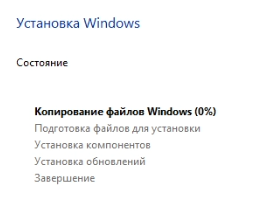 Установка Windows
Состояние
Копирование файлов Windows (0%)
Подготовка файлов для установки
Установка компонентов
Установка обновлений
Завершение